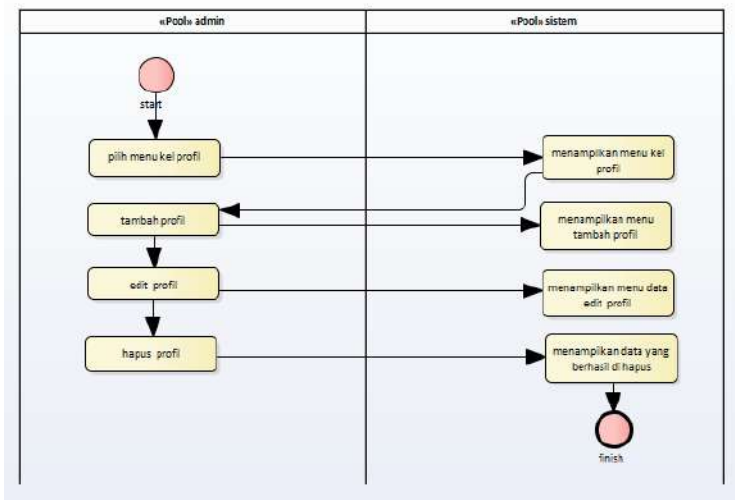 «Pool» admin
«Pool» sistem
start
pilih menu kel profil
menampilkan menu kel
profil
tambah profil
menampilkan menu
tambah profil
edit profil
menampilkan menu data
edit profil
hapus profil
menampilkan data yang
berhasil di hapus
finish